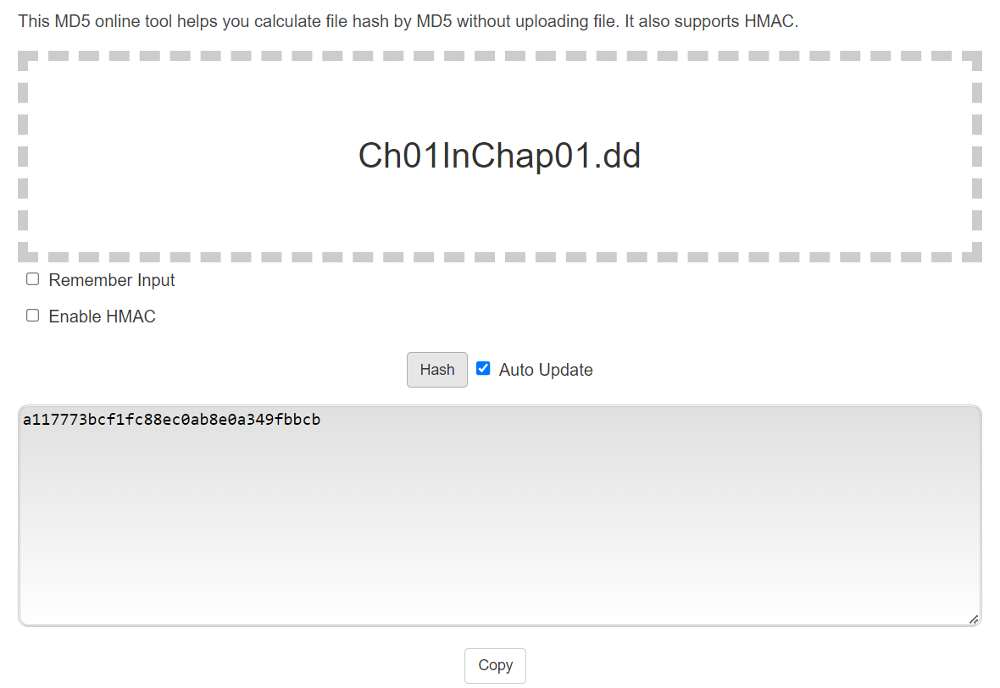 This MD5 online tool helps you calculate file hash by MD5 without uploading file. It also supports HMAC.
Ch01InChap01.dd
Remember Input
Enable HMAC
Hash Auto Update
a117773bcf1fc88ec0ab8e0a349fbbcb
Copy